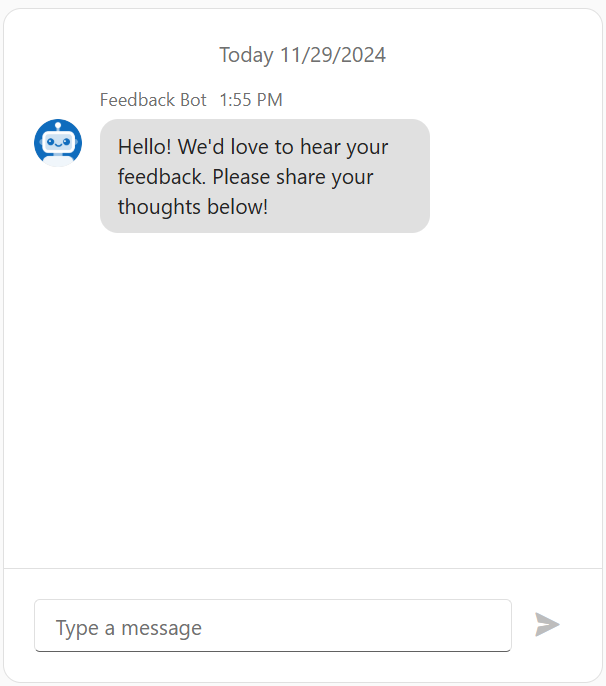 Today 11/29/2024
Feedback Bot 1:55 PM
Hello! We'd love to hear your
feedback. Please share your
thoughts below!
Type a message